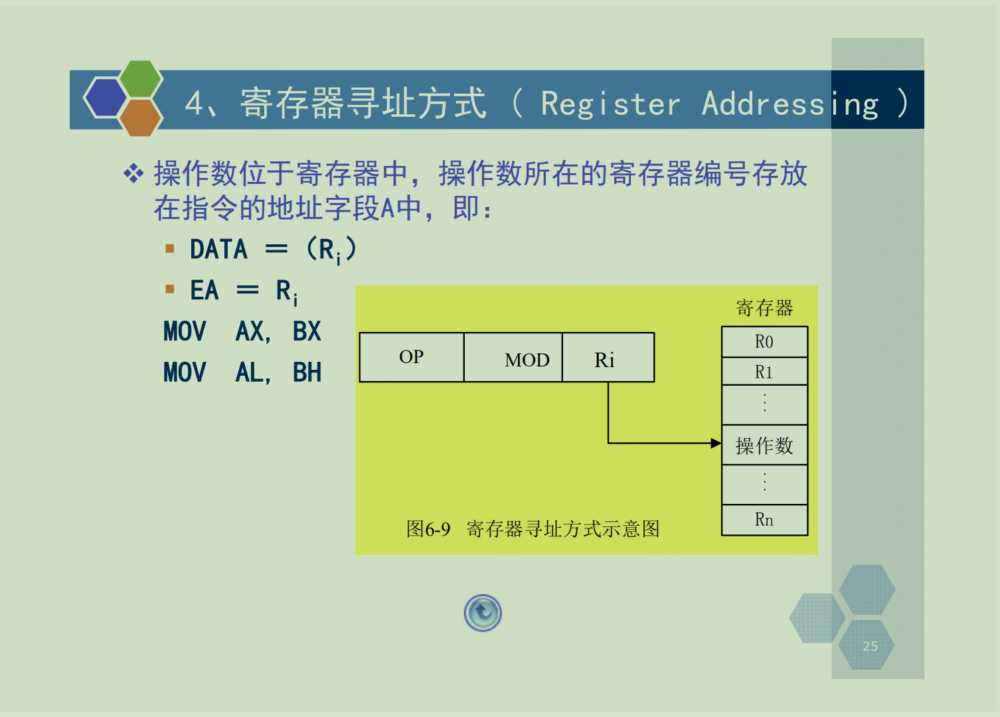 4、寄存器寻址方式（ Register Addressing ）
操作数位于寄存器中，操作数所在的寄存器编号存放
在指令的地址字段A中，即：
DATA ＝（Ri）
EA ＝ Ri
MOV AX, BX
MOV AL, BH
寄存器
OP MOD Ri
R0
R1
⋮
操作数
⋮
Rn
图6-9 寄存器寻址方式示意图
25